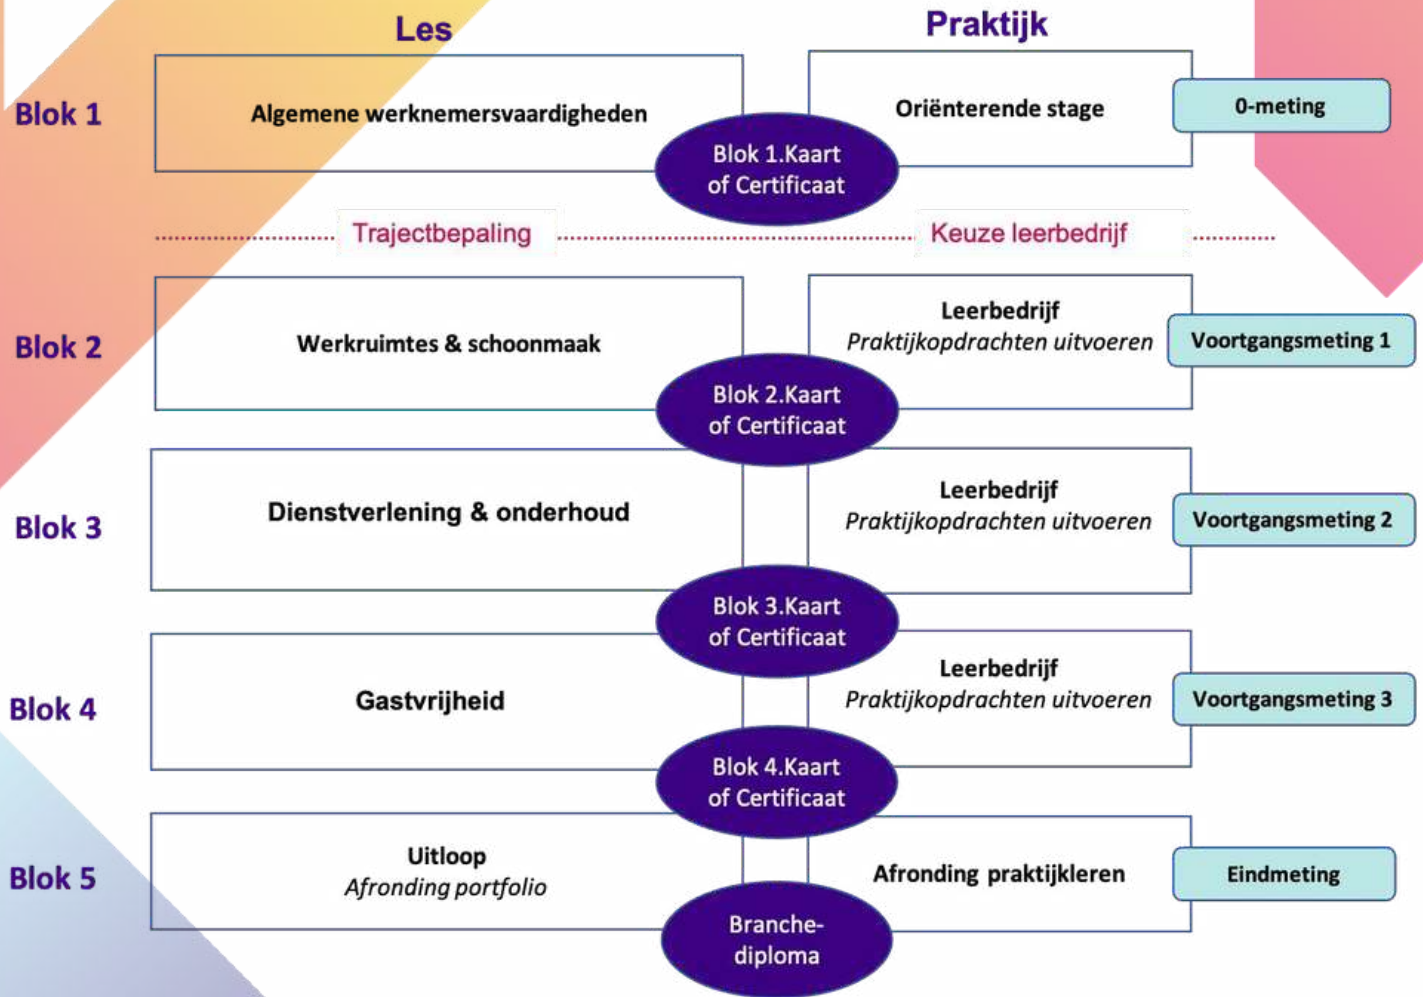 Les
Praktijk
Blok 1
Algemene werknemersvaardigheden
Blok 1.Kaart
of Certificaat
Oriënterende stage
0-meting
Trajectbepaling
Keuze leerbedrijf
Blok 2
Werkruimtes & schoonmaak
Blok 2.Kaart
of Certificaat
Leerbedrijf
Praktijkopdrachten uitvoeren
Voortgangsmeting 1
Blok 3
Dienstverlening & onderhoud
Blok 3.Kaart
of Certificaat
Leerbedrijf
Praktijkopdrachten uitvoeren
Voortgangsmeting 2
Blok 4
Gastvrijheid
Blok 4.Kaart
of Certificaat
Leerbedrijf
Praktijkopdrachten uitvoeren
Voortgangsmeting 3
Blok 5
Uitloop
Afronding portfolio
Branche-
diploma
Afronding praktijkleren
Eindmeting